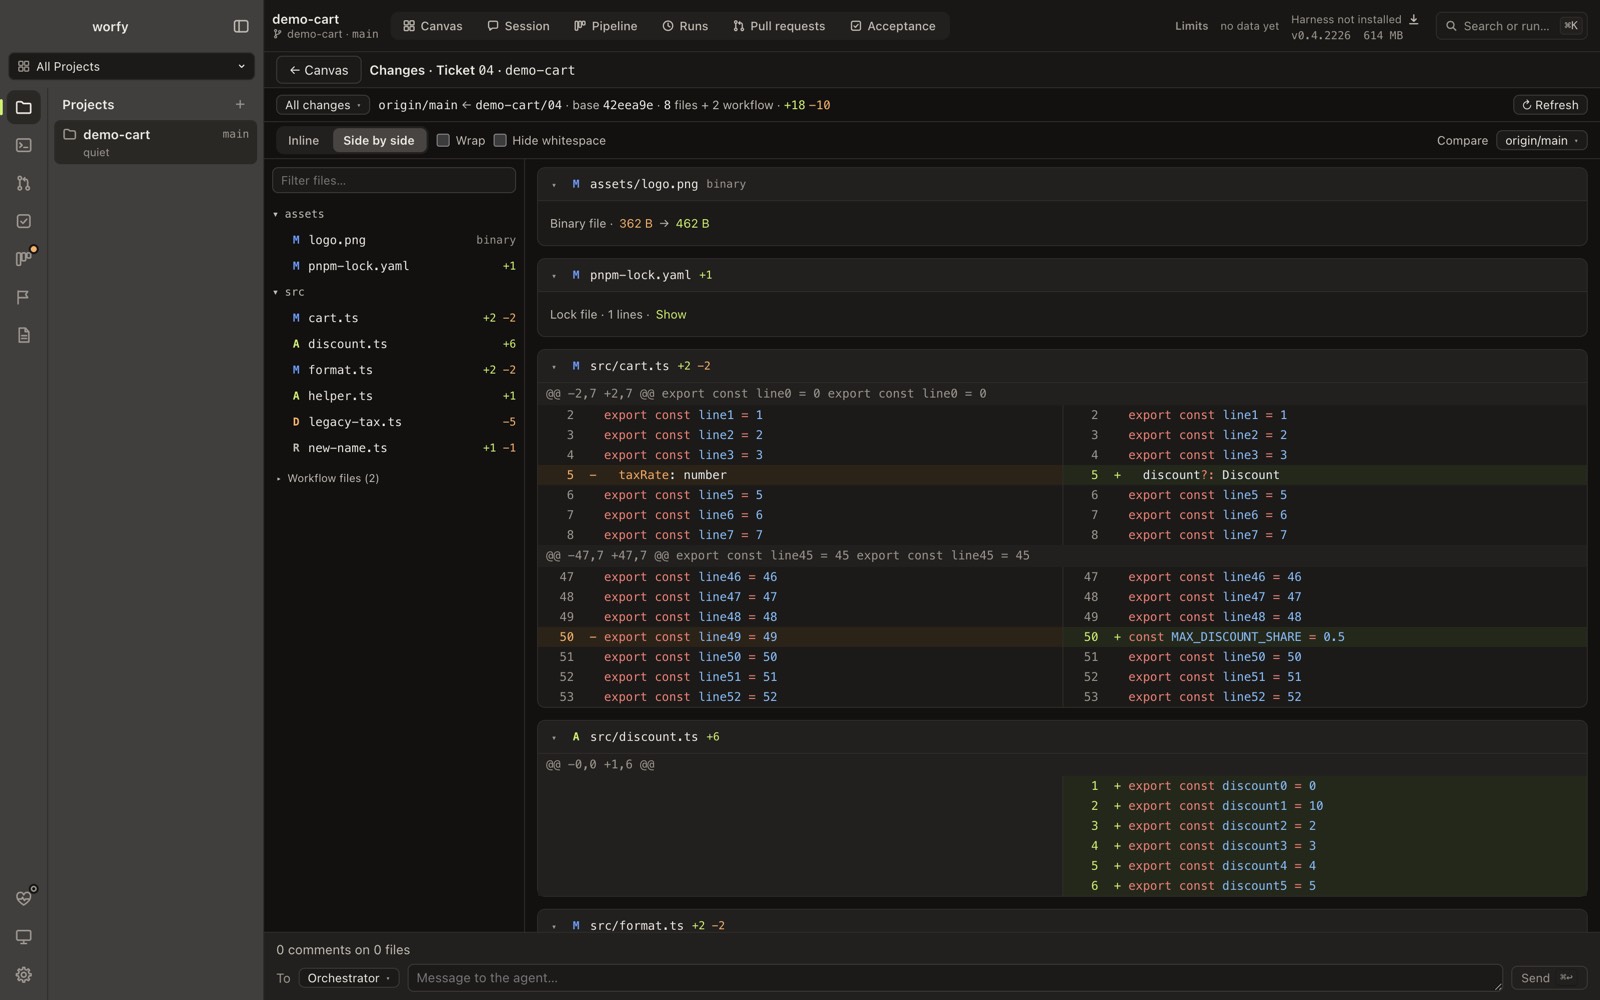 worfy
All Projects
Projects +
demo-cart main
quiet
demo-cart
demo-cart · main
Canvas Session Pipeline Runs Pull requests Acceptance
Limits no data yet
Harness not installed
v0.4.2226 614 MB
Search or run... ⌘K
← Canvas Changes · Ticket 04 · demo-cart
All changes origin/main ← demo-cart/04 · base 42eea9e · 8 files + 2 workflow · +18 −10 Refresh
Inline Side by side Wrap Hide whitespace Compare origin/main
Filter files...
assets
M logo.png binary
M pnpm-lock.yaml +1
src
M cart.ts +2 −2
A discount.ts +6
M format.ts +2 −2
A helper.ts +1
D legacy-tax.ts −5
R new-name.ts +1 −1
Workflow files (2)
M assets/logo.png binary
Binary file · 362 B → 462 B
M pnpm-lock.yaml +1
Lock file · 1 lines · Show
M src/cart.ts +2 −2
@@ −2,7 +2,7 @@ export const line0 = 0 export const line0 = 0
2 export const line1 = 1 2 export const line1 = 1
3 export const line2 = 2 3 export const line2 = 2
4 export const line3 = 3 4 export const line3 = 3
5 − taxRate: number 5 + discount?: Discount
6 export const line5 = 5 6 export const line5 = 5
7 export const line6 = 6 7 export const line6 = 6
8 export const line7 = 7 8 export const line7 = 7
@@ −47,7 +47,7 @@ export const line45 = 45 export const line45 = 45
47 export const line46 = 46 47 export const line46 = 46
48 export const line47 = 47 48 export const line47 = 47
49 export const line48 = 48 49 export const line48 = 48
50 − export const line49 = 49 50 + const MAX_DISCOUNT_SHARE = 0.5
51 export const line50 = 50 51 export const line50 = 50
52 export const line51 = 51 52 export const line51 = 51
53 export const line52 = 52 53 export const line52 = 52
A src/discount.ts +6
@@ −0,0 +1,6 @@
1 + export const discount0 = 0
2 + export const discount1 = 10
3 + export const discount2 = 2
4 + export const discount3 = 3
5 + export const discount4 = 4
6 + export const discount5 = 5
M src/format.ts +2 −2
0 comments on 0 files
To Orchestrator Message to the agent... Send ⌘↩